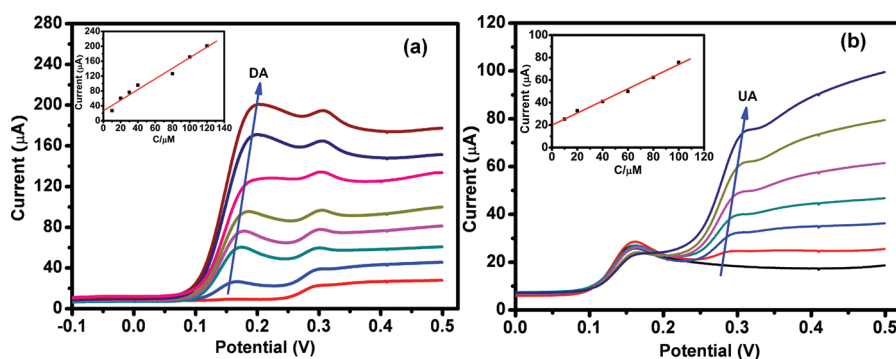 (a)
DA
Current (μA)
280
240
200
160
120
80
40
0
-0.1 0.0 0.1 0.2 0.3 0.4 0.5
Potential (V)
Current (μA)
240
200
160
120
80
40
0
0 20 40 60 80 100 120 140
C/μM
(b)
UA
Current (μA)
120
100
80
60
40
20
0
0.0 0.1 0.2 0.3 0.4 0.5
Potential (V)
Current (μA)
100
80
60
40
20
0
0 20 40 60 80 100 120
C/μM